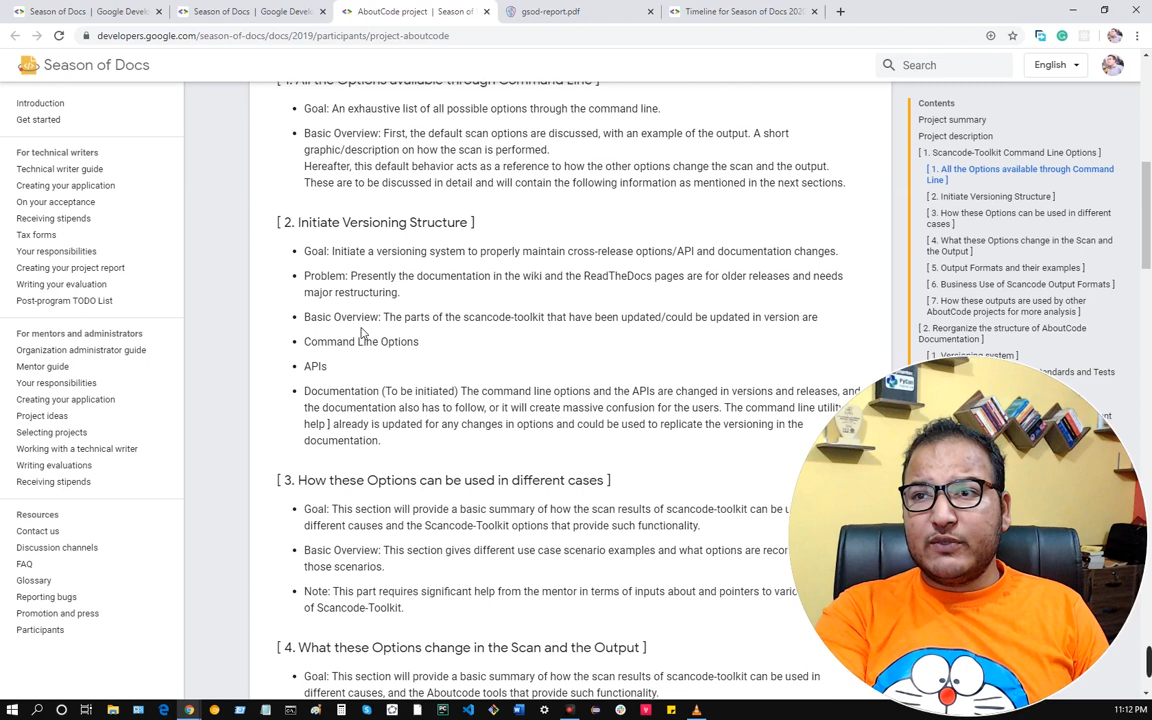 Season of Docs | Google Develo
Season of Docs | Google Develo
AboutCode project | Season of
gsod-report.pdf
Timeline for Season of Docs 2020
developers.google.com/season-of-docs/docs/2019/participants/project-aboutcode
Season of Docs
Search
English
Introduction
Get started
For technical writers
Technical writer guide
Creating your application
On your acceptance
Receiving stipends
Tax forms
Your responsibilities
Creating your project report
Writing your evaluation
Post-program TODO List
For mentors and administrators
Organization administrator guide
Mentor guide
Your responsibilities
Creating your application
Project ideas
Selecting projects
Working with a technical writer
Writing evaluations
Receiving stipends
Resources
Contact us
Discussion channels
FAQ
Glossary
Reporting bugs
Promotion and press
Participants
[ 1. All the Options available through Command Line ]
Goal: An exhaustive list of all possible options through the command line.
Basic Overview: First, the default scan options are discussed, with an example of the output. A short
graphic/description on how the scan is performed.
Hereafter, this default behavior acts as a reference to how the other options change the scan and the output.
These are to be discussed in detail and will contain the following information as mentioned in the next sections.
[ 2. Initiate Versioning Structure ]
Goal: Initiate a versioning system to properly maintain cross-release options/API and documentation changes.
Problem: Presently the documentation in the wiki and the ReadTheDocs pages are for older releases and needs
major restructuring.
Basic Overview: The parts of the scancode-toolkit that have been updated/could be updated in version are
Command Line Options
APIs
Documentation (To be initiated) The command line options and the APIs are changed in versions and releases, and
the documentation also has to follow, or it will create massive confusion for the users. The command line utility
help ] already is updated for any changes in options and could be used to replicate the versioning in the
documentation.
[ 3. How these Options can be used in different cases ]
Goal: This section will provide a basic summary of how the scan results of scancode-toolkit can be u
different causes and the Scancode-Toolkit options that provide such functionality.
Basic Overview: This section gives different use case scenario examples and what options are recor
those scenarios.
Note: This part requires significant help from the mentor in terms of inputs about and pointers to vario
of Scancode-Toolkit.
[ 4. What these Options change in the Scan and the Output ]
Goal: This section will provide a basic summary of how the scan results of scancode-toolkit can be used in
different causes, and the Aboutcode tools that provide such functionality.
Contents
Project summary
Project description
[ 1. Scancode-Toolkit Command Line Options ]
[ 1. All the Options available through Command
Line ]
[ 2. Initiate Versioning Structure ]
[ 3. How these Options can be used in different
cases ]
[ 4. What these Options change in the Scan and
the Output ]
[ 5. Output Formats and their examples ]
[ 6. Business Use of Scancode Output Formats ]
[ 7. How these outputs are used by other
AboutCode projects for more analysis ]
[ 2. Reorganize the structure of AboutCode
Documentation ]
[ 1. Versioning system ]
tandards and Tests
ent
11:12 PM